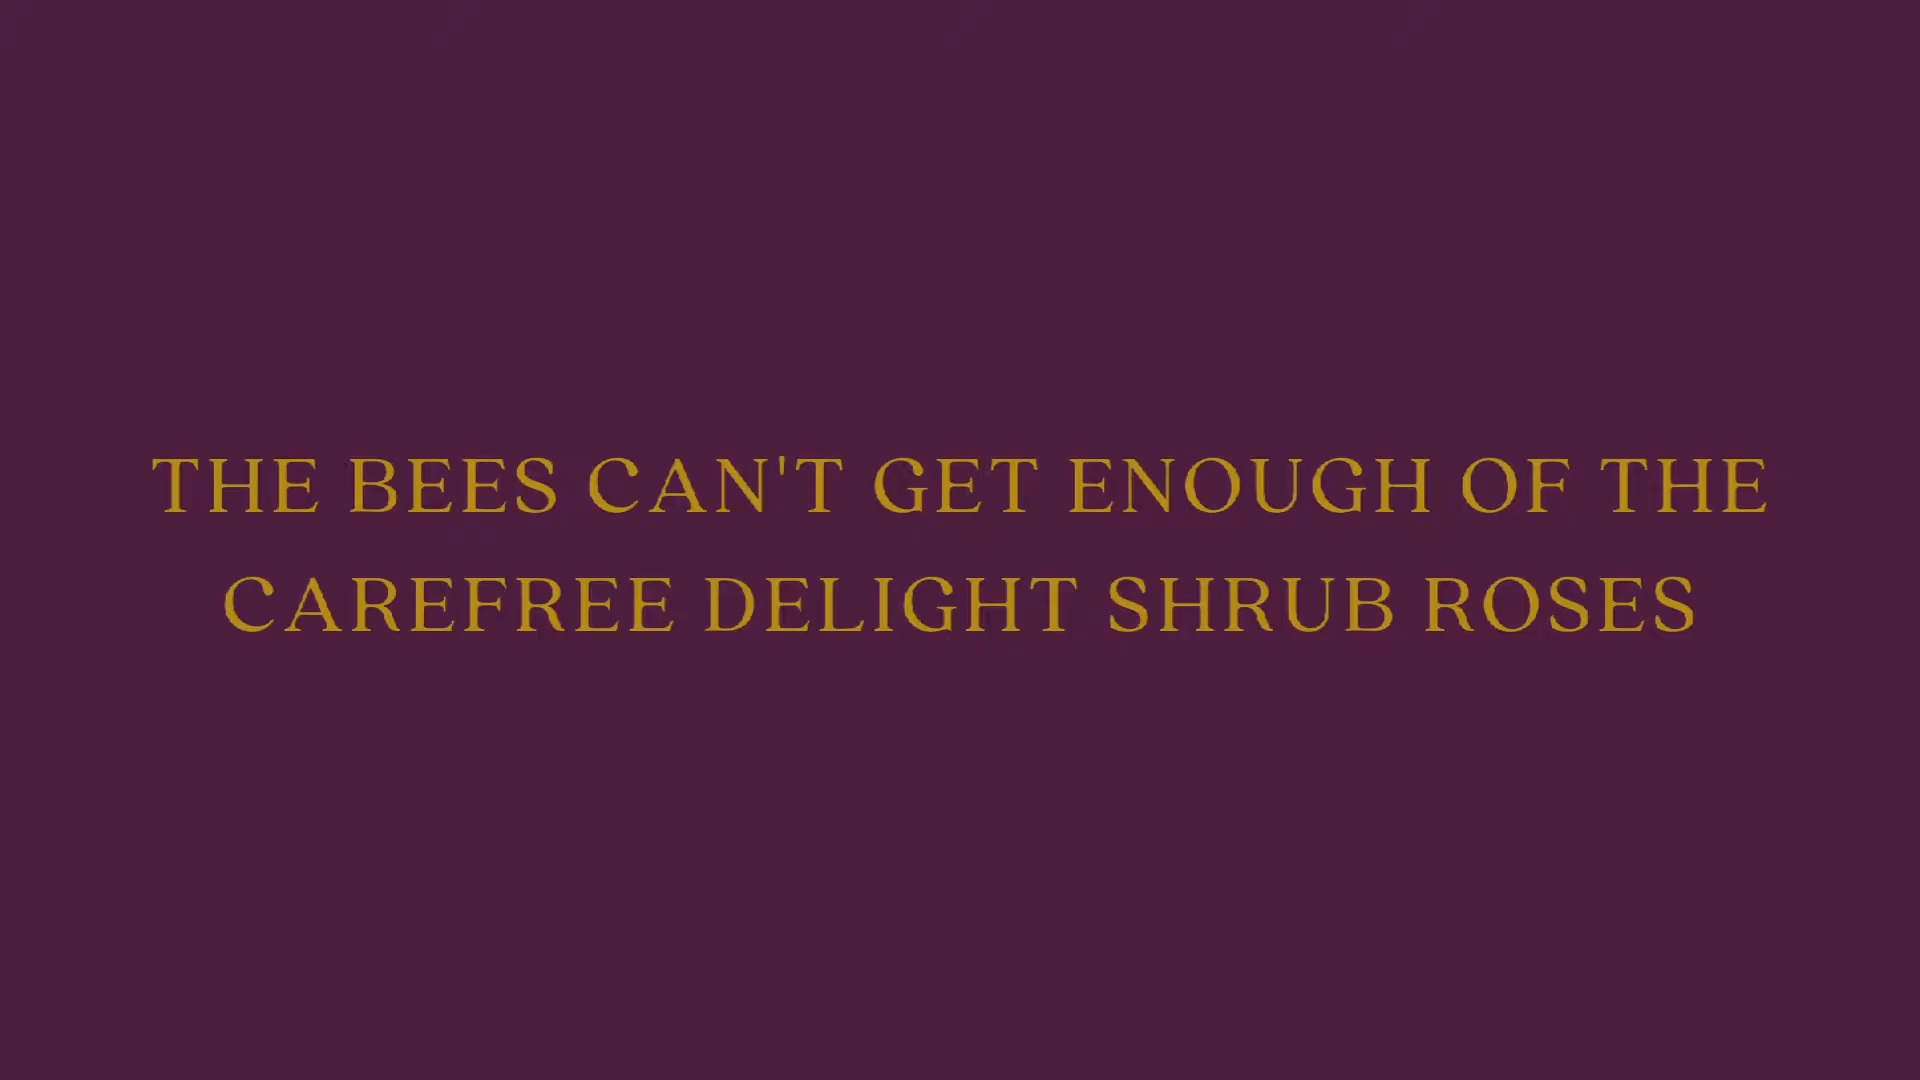 THE BEES CAN'T GET ENOUGH OF THE
CAREFREE DELIGHT SHRUB ROSES